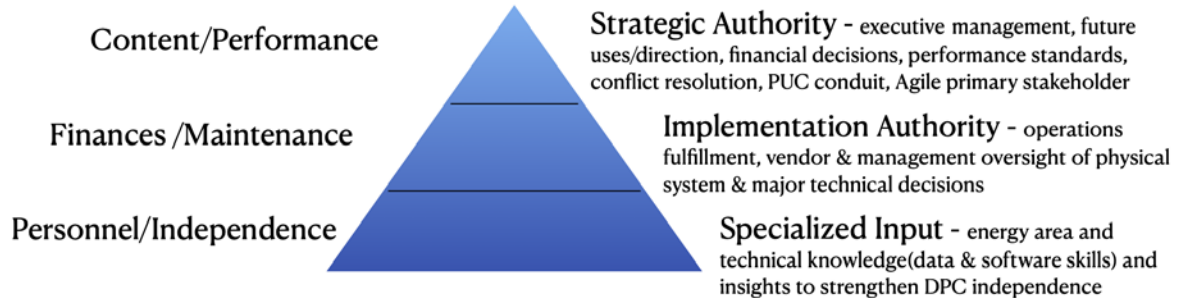 Content/Performance
Strategic Authority - executive management, future
uses/direction, financial decisions, performance standards,
conflict resolution, PUC conduit, Agile primary stakeholder
Finances /Maintenance
Implementation Authority - operations
fulfillment, vendor & management oversight of physical
system & major technical decisions
Personnel/Independence
Specialized Input - energy area and
technical knowledge(data & software skills) and
insights to strengthen DPC independence